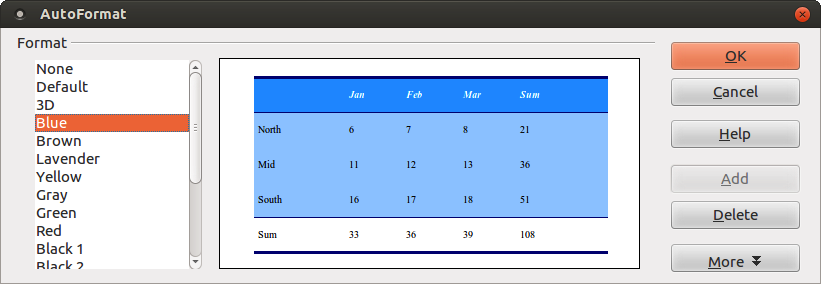 AutoFormat
Format
None
Default
3D
Blue
Brown
Lavender
Yellow
Gray
Green
Red
Black 1
Black 2
Jan Feb Mar Sum
North 6 7 8 21
Mid 11 12 13 36
South 16 17 18 51
Sum 33 36 39 108
OK
Cancel
Help
Add
Delete
More